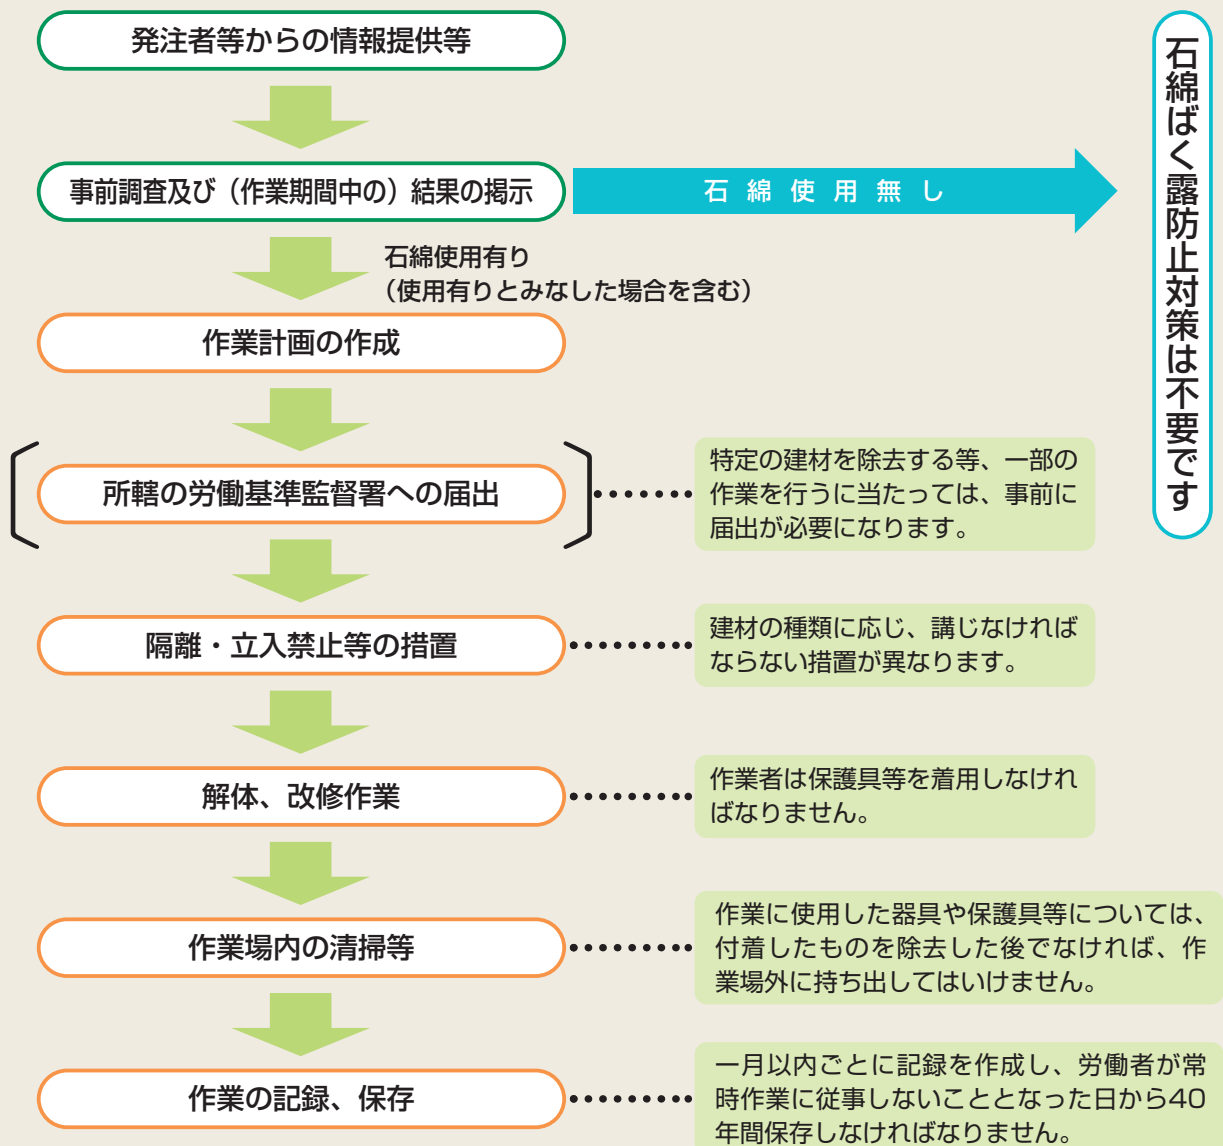 発注者等からの情報提供等
事前調査及び（作業期間中の）結果の掲示
石綿使用無し
石綿ばく露防止対策は不要です
石綿使用有り
（使用有りとみなした場合を含む）
作業計画の作成
所轄の労働基準監督署への届出
特定の建材を除去する等、一部の
作業を行うに当たっては、事前に
届出が必要になります。
隔離・立入禁止等の措置
建材の種類に応じ、講じなければ
ならない措置が異なります。
解体、改修作業
作業者は保護具等を着用しなけれ
ばなりません。
作業場内の清掃等
作業に使用した器具や保護具等については、
付着したものを除去した後でなければ、作
業場外に持ち出してはいけません。
作業の記録、保存
一月以内ごとに記録を作成し、労働者が常
時作業に従事しないこととなった日から40
年間保存しなければなりません。